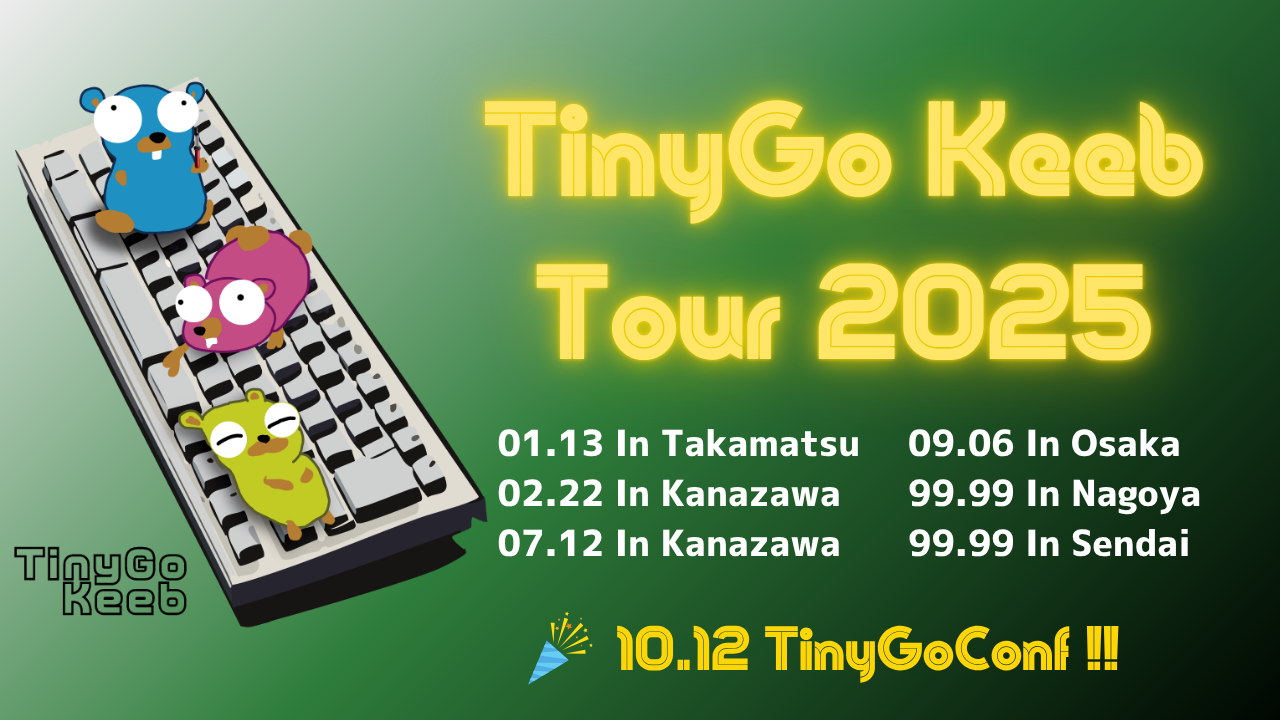 TinyGo Keeb
Tour 2025
01.13 In Takamatsu
02.22 In Kanazawa
07.12 In Kanazawa
09.06 In Osaka
99.99 In Nagoya
99.99 In Sendai
10.12 TinyGoConf !!!
TinyGo
Keeb